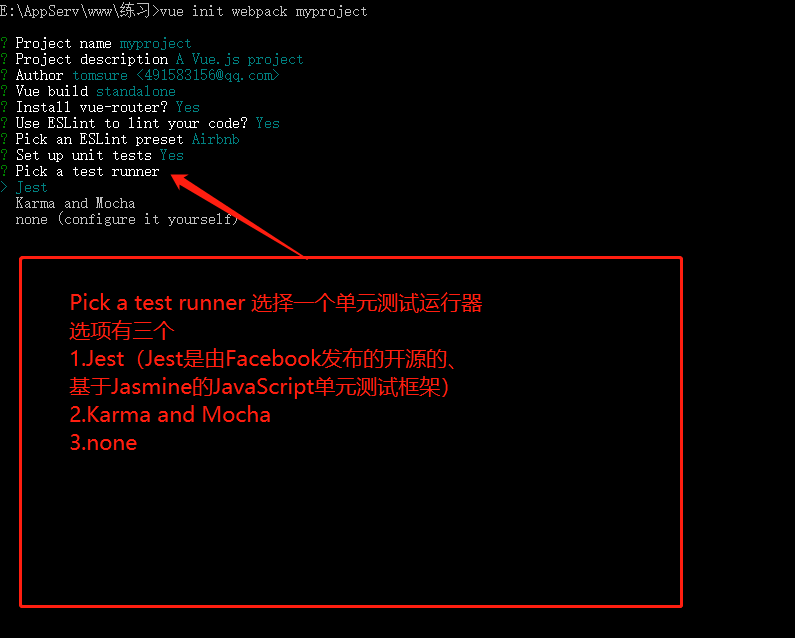 E:\AppServ\www\练习>vue init webpack myproject
? Project name myproject
? Project description A Vue.js project
? Author tomsure <491583156@qq.com>
? Vue build standalone
? Install vue-router? Yes
? Use ESLint to lint your code? Yes
? Pick an ESLint preset Airbnb
? Set up unit tests Yes
? Pick a test runner
> Jest
Karma and Mocha
none (configure it yourself)
Pick a test runner 选择一个单元测试运行器
选项有三个
1.Jest（Jest是由Facebook发布的开源的、
基于Jasmine的JavaScript单元测试框架）
2.Karma and Mocha
3.none